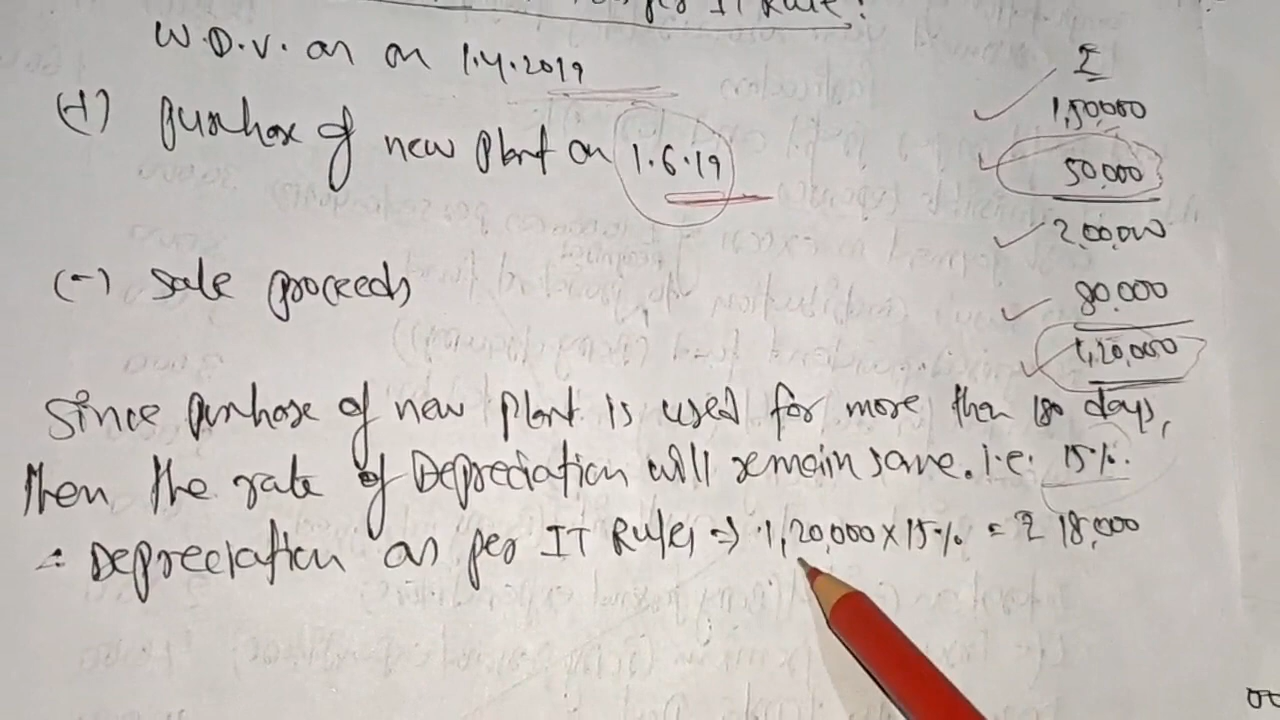 per IT Rule:
W.D.V. as on 1.4.2019
₹
1,50,000
(+) purchase of new plant on 1.6.19
50,000
2,00,000
(-) sale proceeds
80,000
1,20,000
Since purchase of new plant is used for more than 180 days,
then the rate of Depreciation will remain same. i.e. 15%.
∴ Depreciation as per IT Rules ⇒ 1,20,000 x 15% = ₹ 18,000